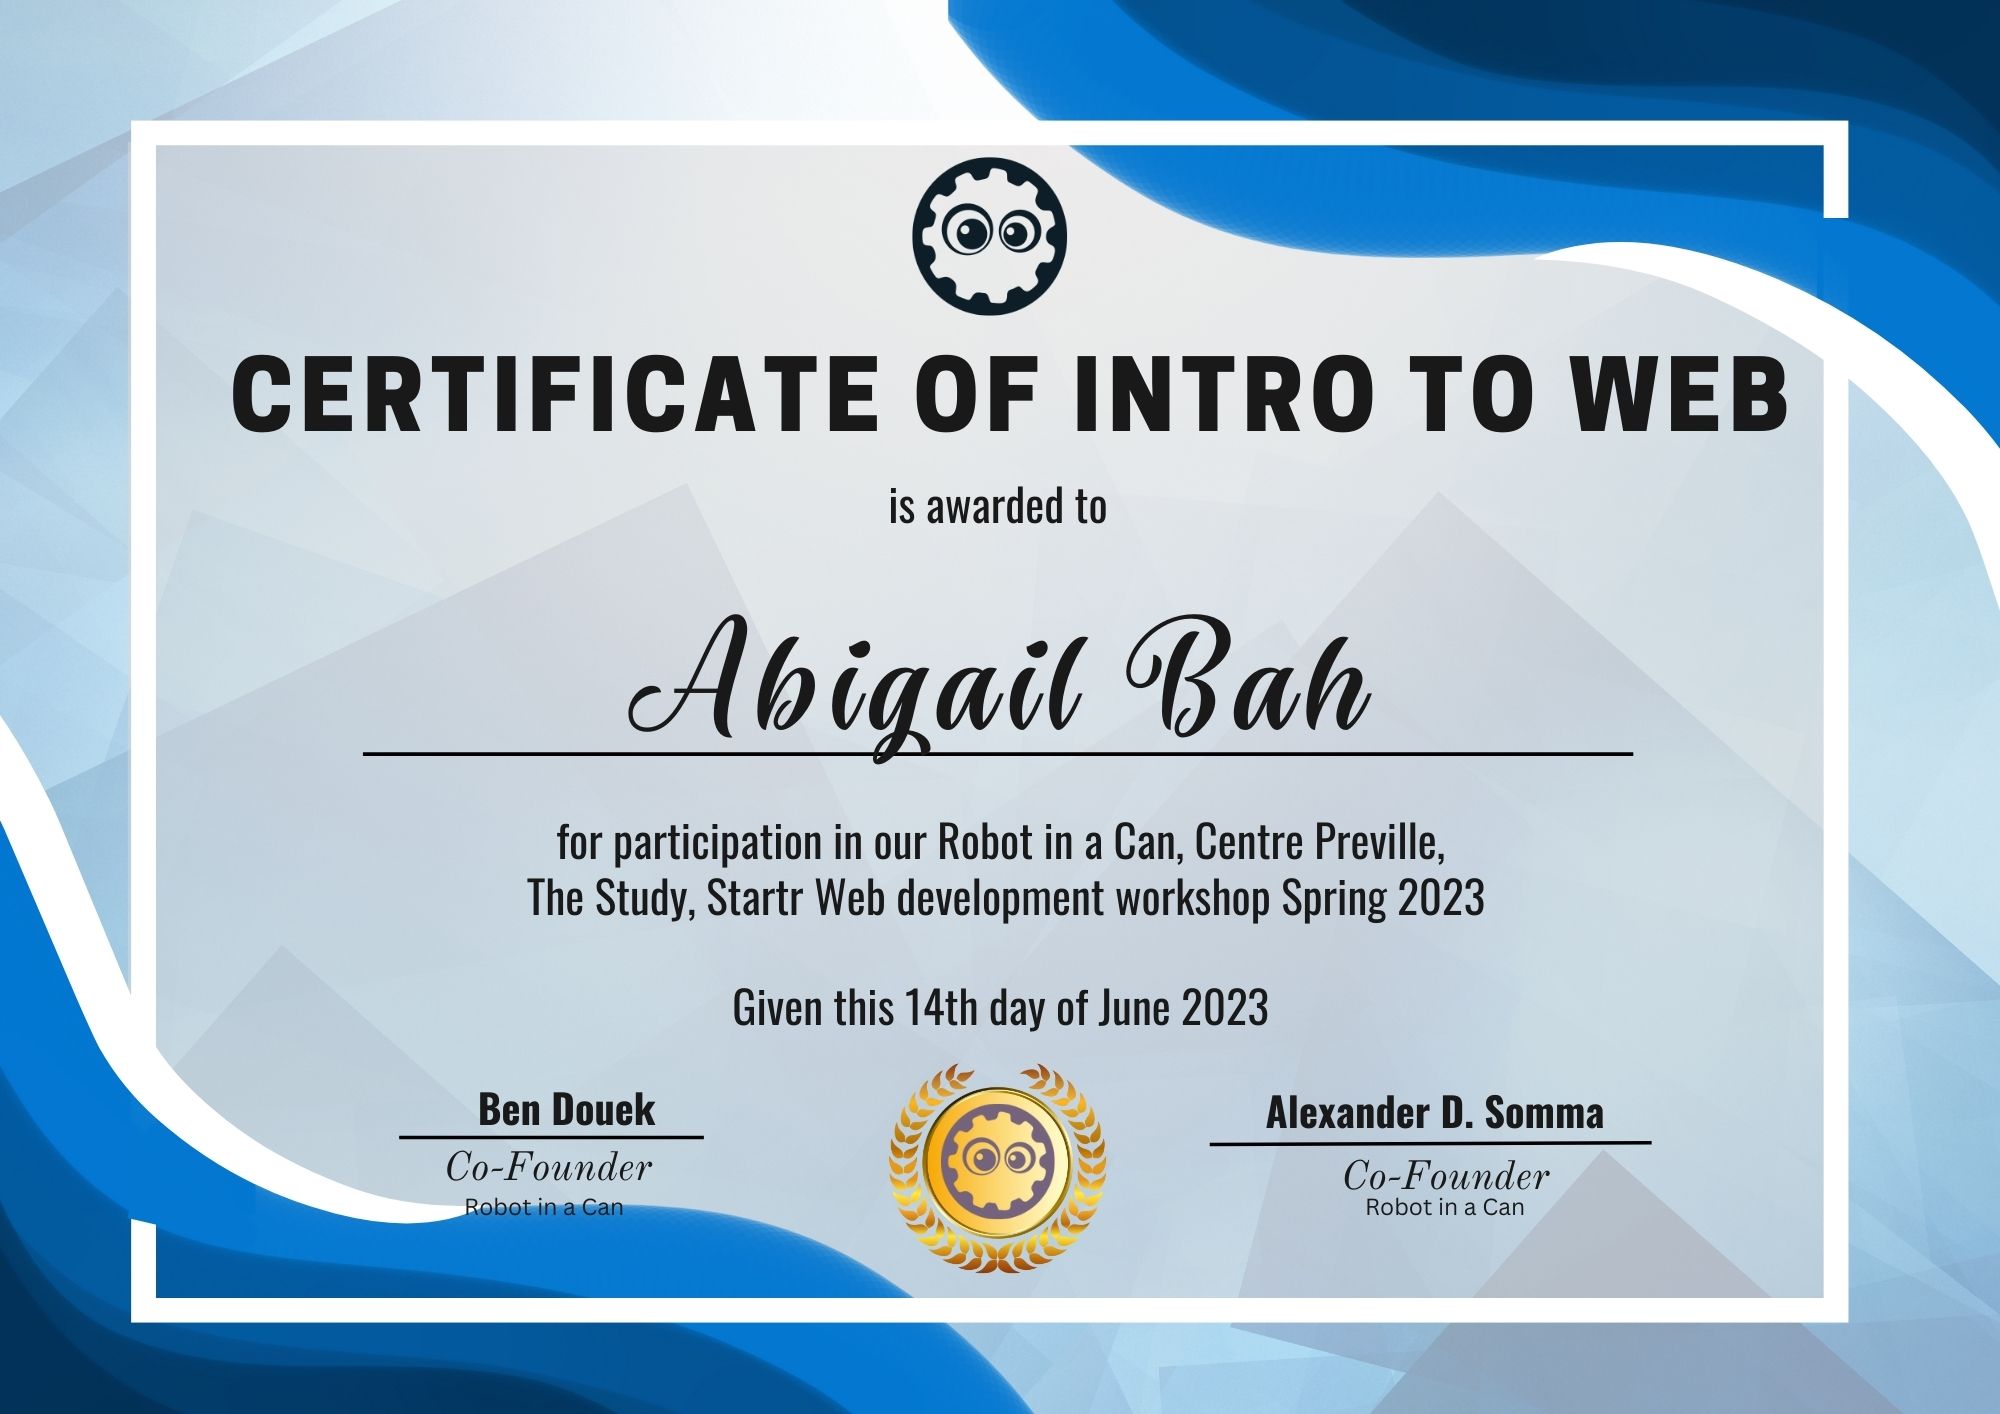 CERTIFICATE OF INTRO TO WEB
is awarded to
Abigail Bah
for participation in our Robot in a Can, Centre Preville,
The Study, Startr Web development workshop Spring 2023
Given this 14th day of June 2023
Ben Douek
Co-Founder
Robot in a Can
Alexander D. Somma
Co-Founder
Robot in a Can